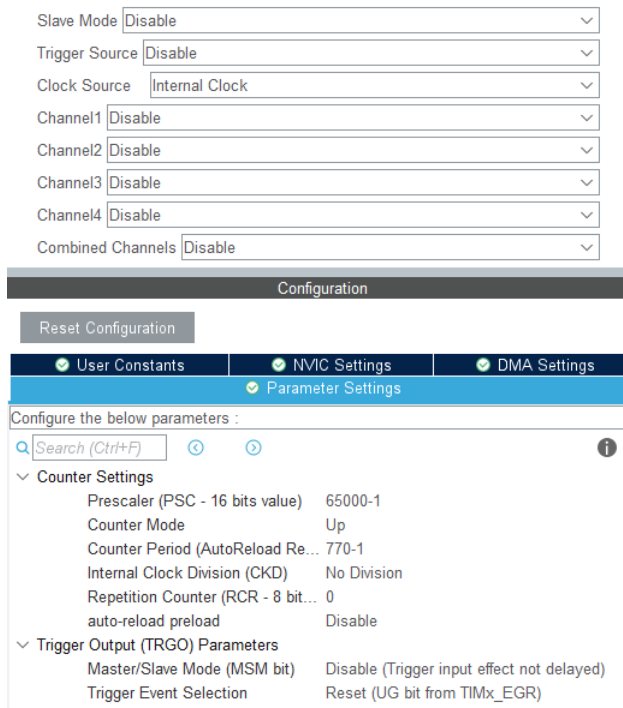 Slave Mode Disable
Trigger Source Disable
Clock Source Internal Clock
Channel1 Disable
Channel2 Disable
Channel3 Disable
Channel4 Disable
Combined Channels Disable
Configuration
Reset Configuration
User Constants NVIC Settings DMA Settings
Parameter Settings
Configure the below parameters :
Search (Ctrl+F)
Counter Settings
Prescaler (PSC - 16 bits value) 65000-1
Counter Mode Up
Counter Period (AutoReload Re... 770-1
Internal Clock Division (CKD) No Division
Repetition Counter (RCR - 8 bit... 0
auto-reload preload Disable
Trigger Output (TRGO) Parameters
Master/Slave Mode (MSM bit) Disable (Trigger input effect not delayed)
Trigger Event Selection Reset (UG bit from TIMx_EGR)